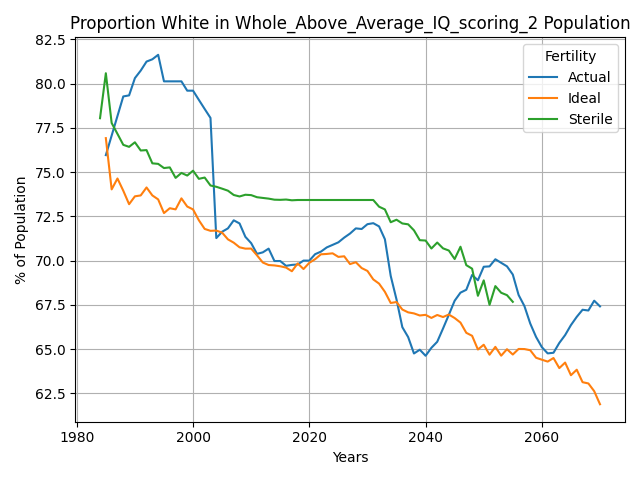 Proportion White in Whole_Above_Average_IQ_scoring_2 Population
82.5
80.0
77.5
75.0
72.5
70.0
67.5
65.0
62.5
% of Population
Fertility
Actual
Ideal
Sterile
1980
2000
2020
2040
2060
Years